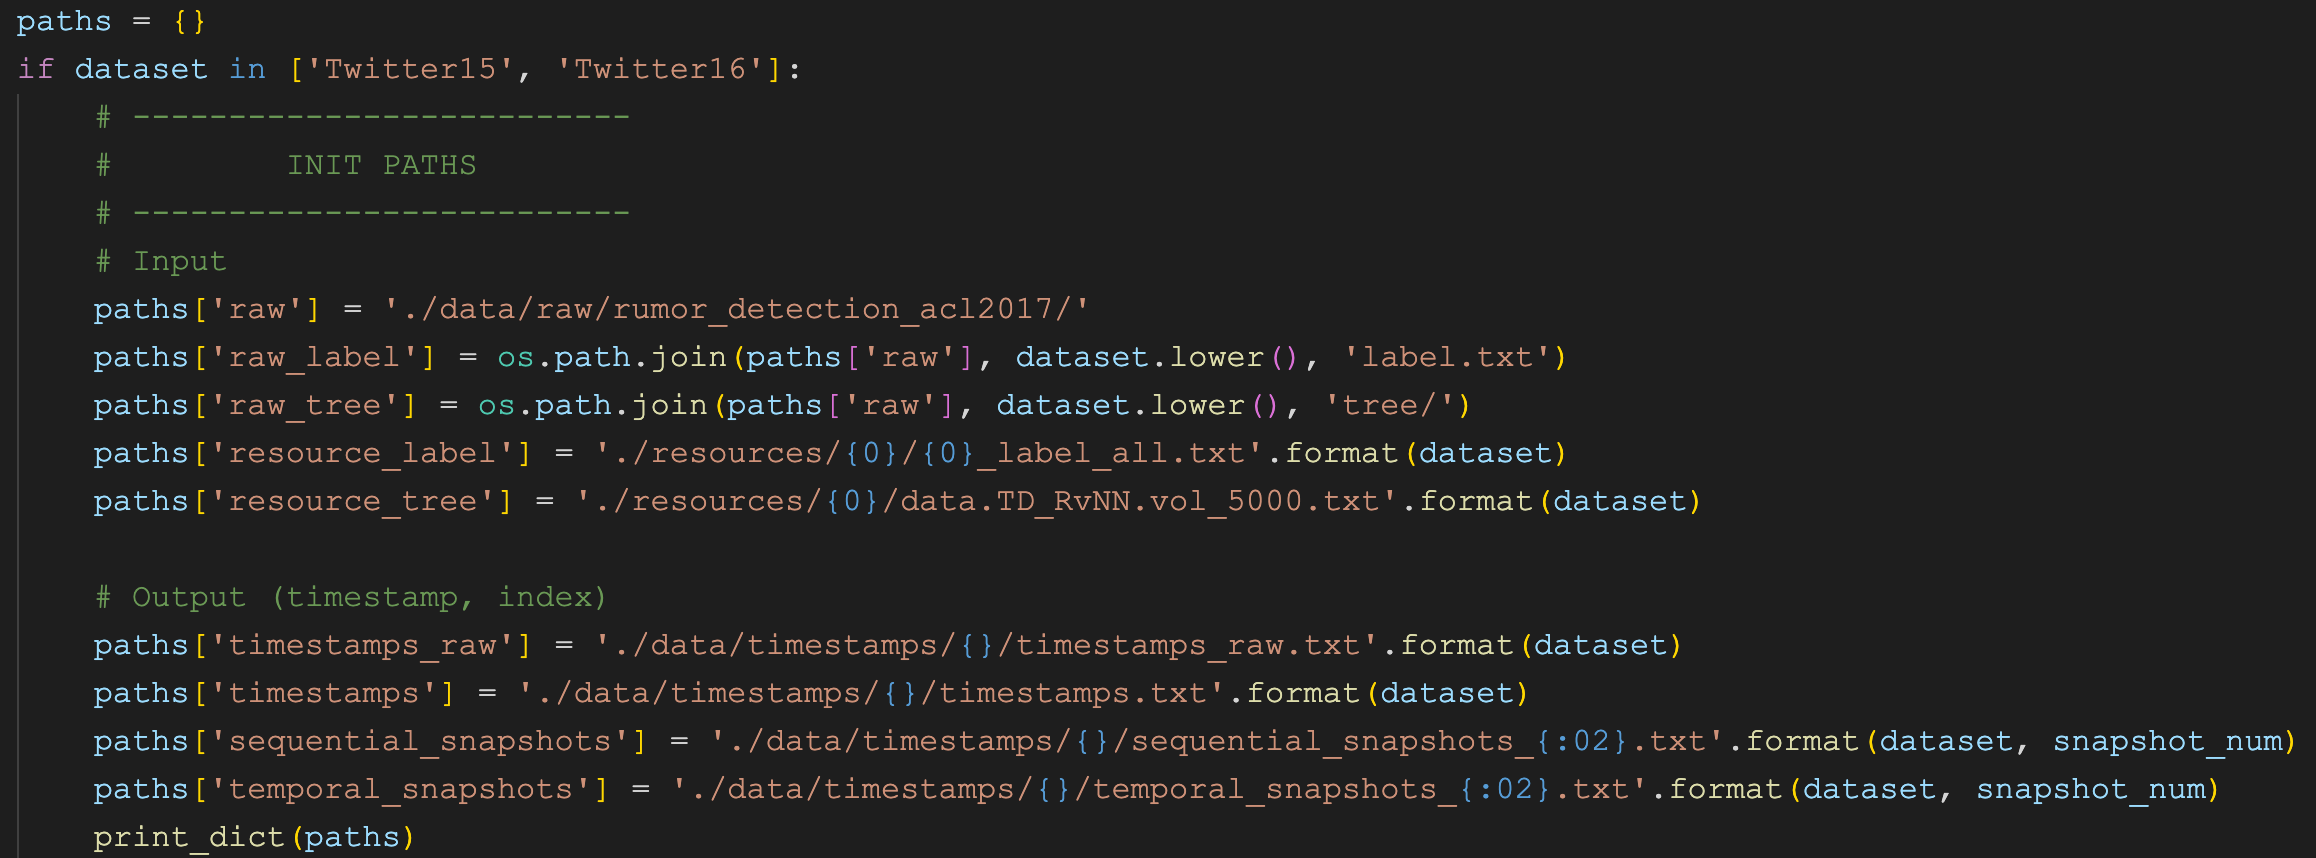 paths = {}
if dataset in ['Twitter15', 'Twitter16']:
    # --------------------------
    #         INIT PATHS
    # --------------------------
    # Input
    paths['raw'] = './data/raw/rumor_detection_acl2017/'
    paths['raw_label'] = os.path.join(paths['raw'], dataset.lower(), 'label.txt')
    paths['raw_tree'] = os.path.join(paths['raw'], dataset.lower(), 'tree/')
    paths['resource_label'] = './resources/{0}/{0}_label_all.txt'.format(dataset)
    paths['resource_tree'] = './resources/{0}/data.TD_RvNN.vol_5000.txt'.format(dataset)

    # Output (timestamp, index)
    paths['timestamps_raw'] = './data/timestamps/{}/timestamps_raw.txt'.format(dataset)
    paths['timestamps'] = './data/timestamps/{}/timestamps.txt'.format(dataset)
    paths['sequential_snapshots'] = './data/timestamps/{}/sequential_snapshots_{:02}.txt'.format(dataset, snapshot_num)
    paths['temporal_snapshots'] = './data/timestamps/{}/temporal_snapshots_{:02}.txt'.format(dataset, snapshot_num)
    print_dict(paths)